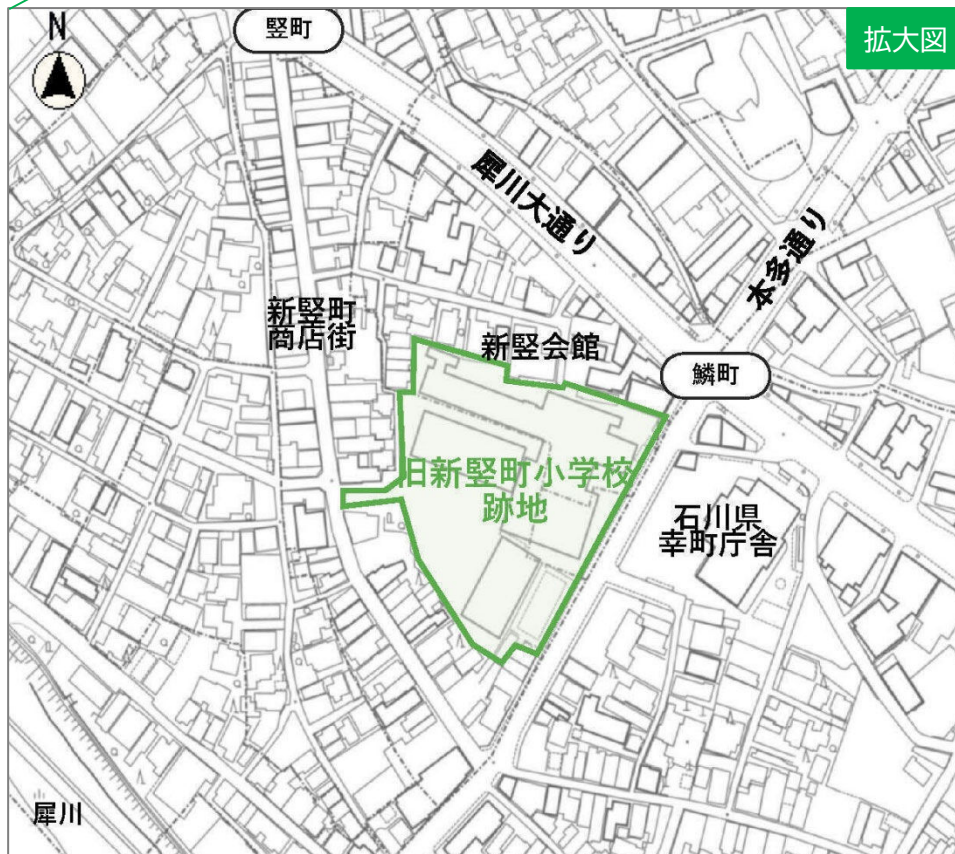 N
竪町
拡大図
犀川大通り
本多通り
新竪町
商店街
新竪会館
鱗町
旧新竪町小学校
跡地
石川県
幸町庁舎
犀川